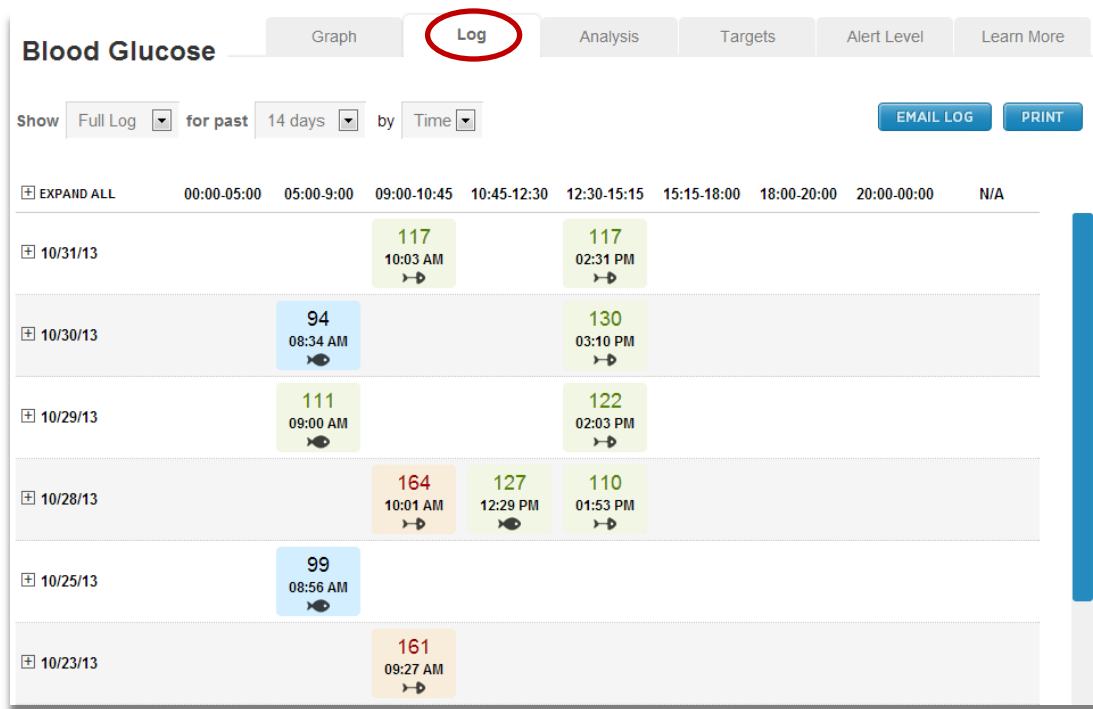 Blood Glucose
Graph Log Analysis Targets Alert Level Learn More
Show Full Log for past 14 days by Time EMAIL LOG PRINT
EXPAND ALL 00:00-05:00 05:00-9:00 09:00-10:45 10:45-12:30 12:30-15:15 15:15-18:00 18:00-20:00 20:00-00:00 N/A
117 117
10/31/13 10:03 AM 02:31 PM
94 130
10/30/13 08:34 AM 03:10 PM
111 122
10/29/13 09:00 AM 02:03 PM
164 127 110
10/28/13 10:01 AM 12:29 PM 01:53 PM
99
10/25/13 08:56 AM
161
10/23/13 09:27 AM